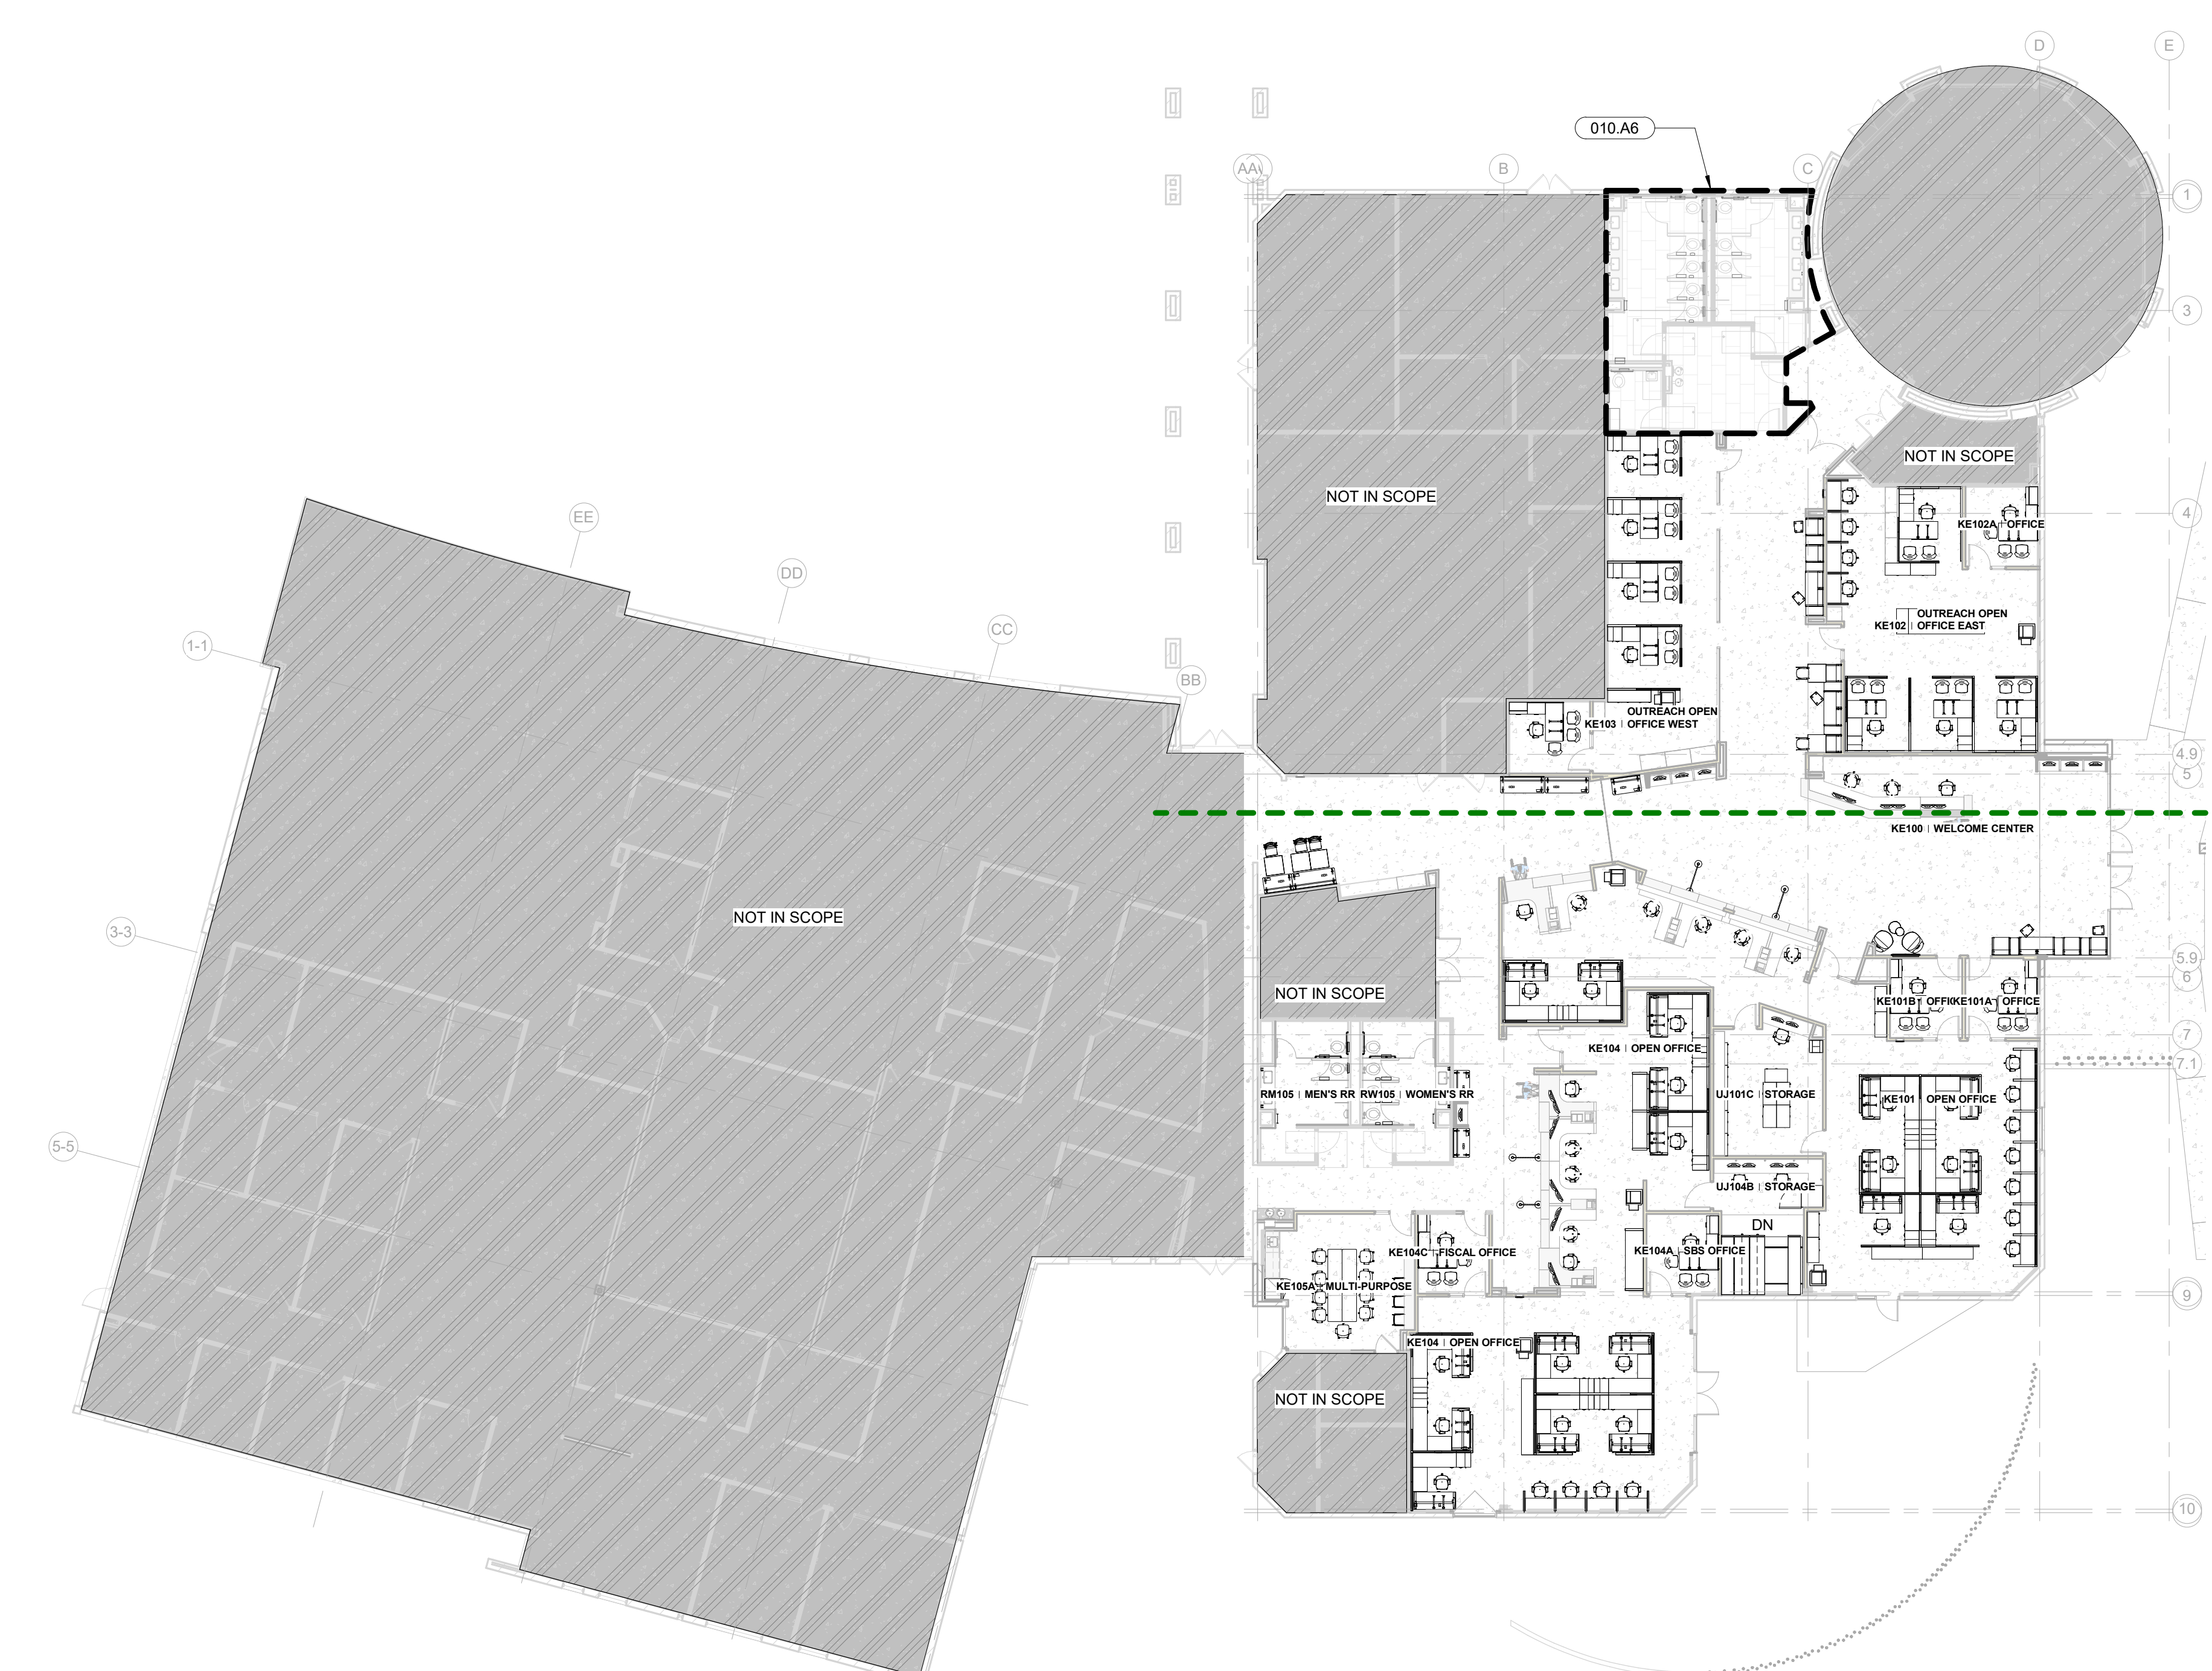 D
E
010.A6
AA
B
C
1
3
NOT IN SCOPE
NOT IN SCOPE
4
EE
KE102A | OFFICE
DD
OUTREACH OPEN
KE102 | OFFICE EAST
CC
1-1
BB
OUTREACH OPEN
KE103 | OFFICE WEST
4.9
5
KE100 | WELCOME CENTER
NOT IN SCOPE
3-3
5.9
6
NOT IN SCOPE
KE101B | OFFI
KE101A | OFFICE
7
KE104 | OPEN OFFICE
7.1
RM105 | MEN'S RR
RW105 | WOMEN'S RR
UJ101C | STORAGE
KE101 | OPEN OFFICE
5-5
UJ104B | STORAGE
DN
KE104C | FISCAL OFFICE
KE104A | SBS OFFICE
KE105A | MULTI-PURPOSE
9
KE104 | OPEN OFFICE
NOT IN SCOPE
10